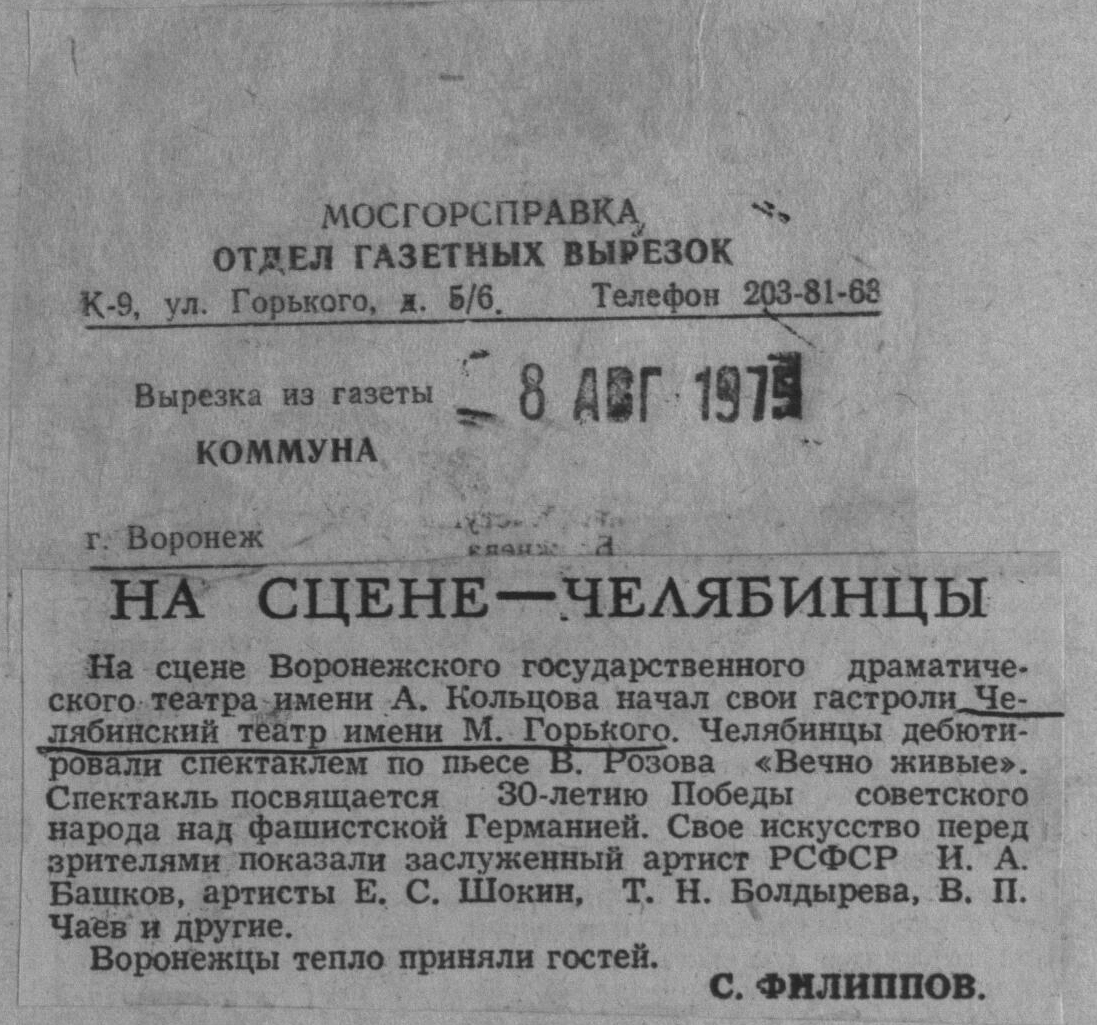 МОСГОРСПРАВКА
ОТДЕЛ ГАЗЕТНЫХ ВЫРЕЗОК
К-9, ул. Горького, д. 5/6. Телефон 203-81-63
Вырезка из газеты
8 АВГ 1975
КОММУНА
г. Воронеж
НА СЦЕНЕ—ЧЕЛЯБИНЦЫ
На сцене Воронежского государственного драматиче-
ского театра имени А. Кольцова начал свои гастроли Че-
лябинский театр имени М. Горького. Челябинцы дебюти-
ровали спектаклем по пьесе В. Розова «Вечно живые».
Спектакль посвящается 30-летию Победы советского
народа над фашистской Германией. Свое искусство перед
зрителями показали заслуженный артист РСФСР И. А.
Башков, артисты Е. С. Шокин, Т. Н. Болдырева, В. П.
Чаев и другие.
Воронежцы тепло приняли гостей.
С. ФИЛИППОВ.